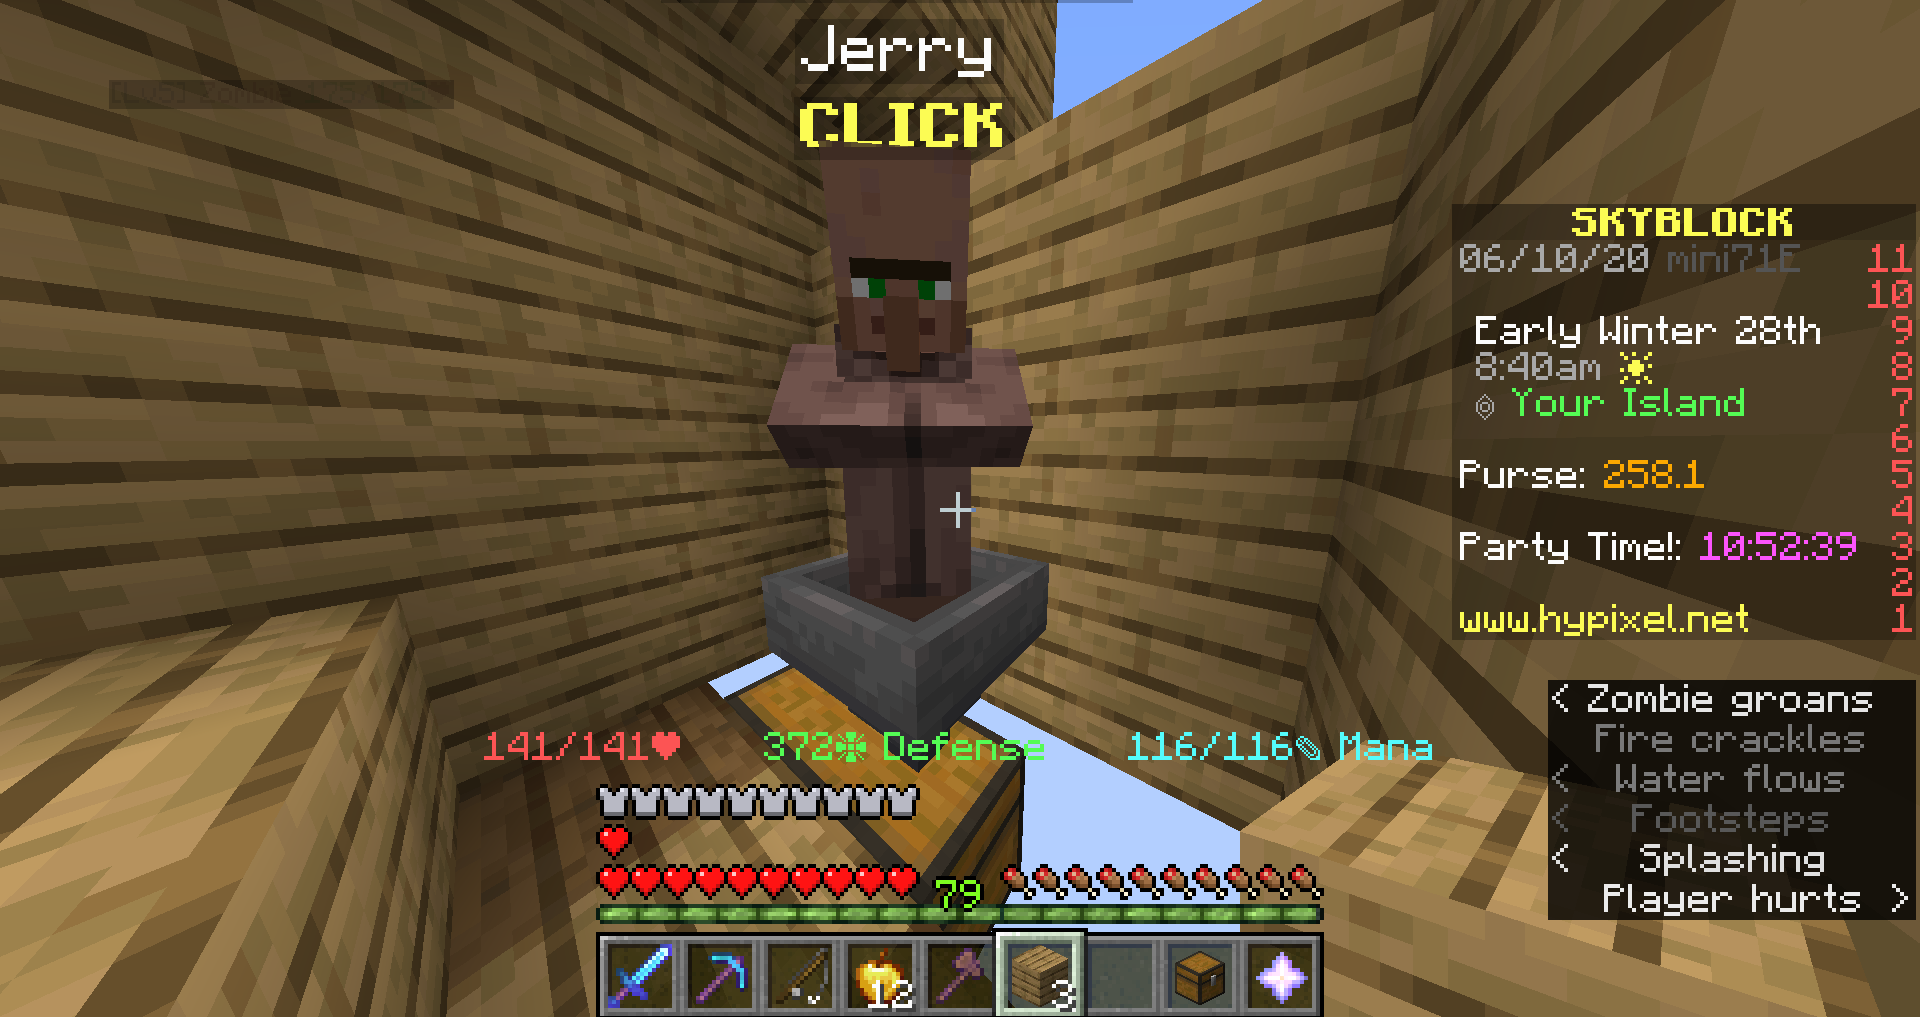 Jerry
CLICK
[Lv5] Zombie
SKYBLOCK
06/10/20 mini71E 11
10
Early Winter 28th 9
8:40am 8
Your Island 7
6
Purse: 258.1 5
4
Party Time!: 10:52:39 3
2
www.hypixel.net 1
< Zombie groans
Fire crackles
< Water flows
< Footsteps
< Splashing
Player hurts >
141/141 372 Defense 116/116 Mana
79
12
3